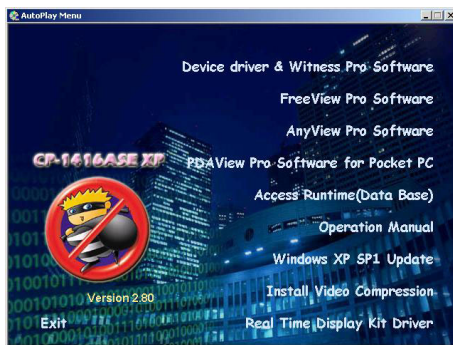 AutoPlay Menu
Device driver & Witness Pro Software
FreeView Pro Software
AnyView Pro Software
CP-1416ASE XP
PDAView Pro Software for Pocket PC
Access Runtime(Data Base)
Operation Manual
Windows XP SP1 Update
Version 2.80
Install Video Compression
Exit
Real Time Display Kit Driver